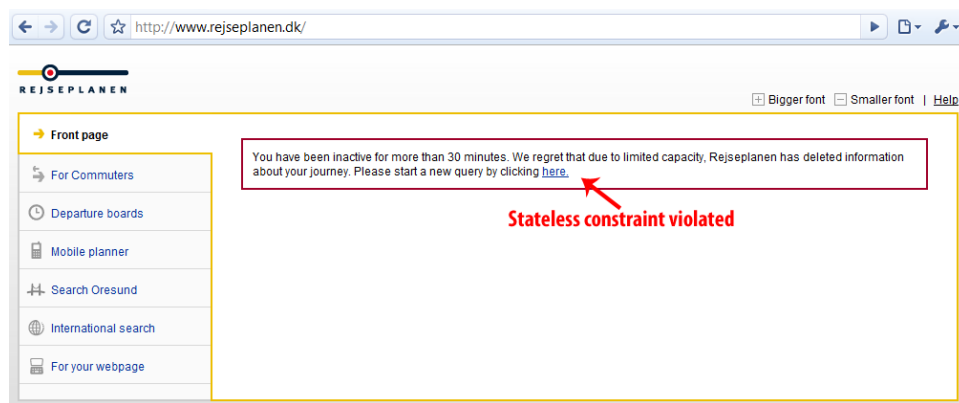 http://www.rejseplanen.dk/
REJSEPLANEN
Bigger font Smaller font | Help
Front page
You have been inactive for more than 30 minutes. We regret that due to limited capacity, Rejseplanen has deleted information
about your journey. Please start a new query by clicking here.
Stateless constraint violated
For Commuters
Departure boards
Mobile planner
Search Oresund
International search
For your webpage